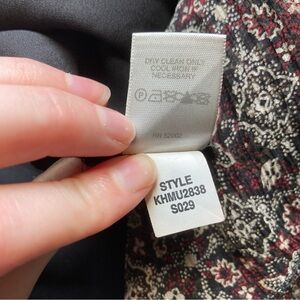 DRY CLEAN ONLY
COOL IRON IF
NECESSARY
P
RN 52002
STYLE
KHMU2838
S029